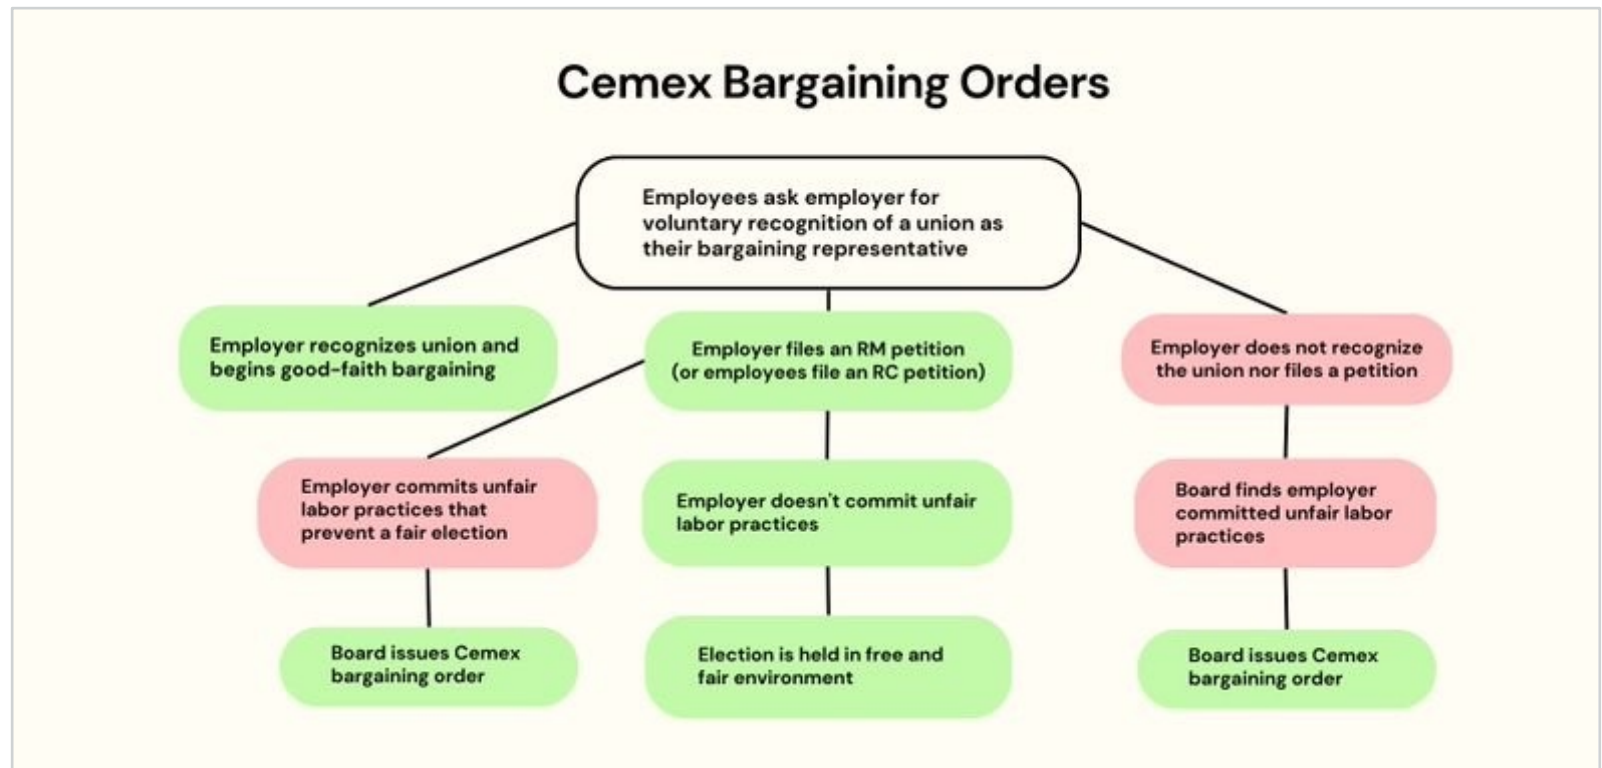 Cemex Bargaining Orders
Employees ask employer for
voluntary recognition of a union as
their bargaining representative
Employer recognizes union and
begins good-faith bargaining
Employer files an RM petition
(or employees file an RC petition)
Employer does not recognize
the union nor files a petition
Employer commits unfair
labor practices that
prevent a fair election
Employer doesn't commit unfair
labor practices
Board finds employer
committed unfair labor
practices
Board issues Cemex
bargaining order
Election is held in free and
fair environment
Board issues Cemex
bargaining order